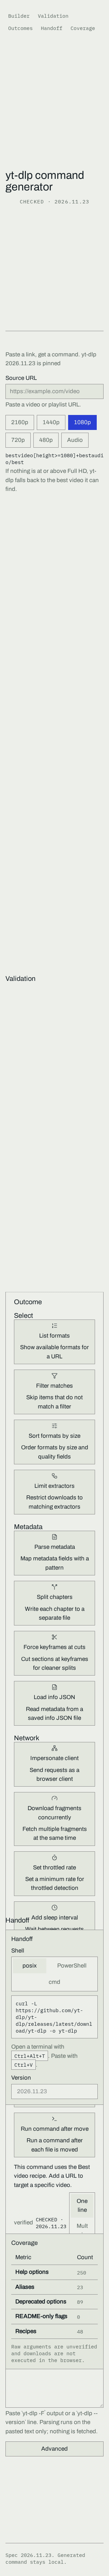 Builder Validation
Outcomes Handoff Coverage
yt-dlp command
generator
CHECKED · 2026.11.23
Paste a link, get a command. yt-dlp
2026.11.23 is pinned
Source URL
https://example.com/video
Paste a video or playlist URL.
2160p 1440p 1080p
720p 480p Audio
bestvideo[height>=1080]+bestaudi
o/best
If nothing is at or above Full HD, yt-
dlp falls back to the best video it can
find.
Validation
Outcome
Select
List formats
Show available formats for
a URL
Filter matches
Skip items that do not
match a filter
Sort formats by size
Order formats by size and
quality fields
Limit extractors
Restrict downloads to
matching extractors
Metadata
Parse metadata
Map metadata fields with a
pattern
Split chapters
Write each chapter to a
separate file
Force keyframes at cuts
Cut sections at keyframes
for cleaner splits
Load info JSON
Read metadata from a
saved info JSON file
Network
Impersonate client
Send requests as a
browser client
Download fragments
concurrently
Fetch multiple fragments
at the same time
Set throttled rate
Set a minimum rate for
throttled detection
Add sleep interval
Wait between requests
Handoff
Handoff
Shell
posix PowerShell
cmd
curl -L
https://github.com/yt-
dlp/yt-
dlp/releases/latest/downl
oad/yt-dlp -o yt-dlp
Open a terminal with
Ctrl+Alt+T. Paste with
Ctrl+V
Version
2026.11.23
Run command after move
Run a command after
each file is moved
This command uses the Best
video recipe. Add a URL to
target a specific video.
One
line
verified CHECKED ·
2026.11.23
Mult
Coverage
Metric Count
Help options 250
Aliases 23
Deprecated options 89
README-only flags 0
Recipes 40
Raw arguments are unverified
and downloads are not
executed in the browser.
Paste `yt-dlp -F` output or a `yt-dlp --
version` line. Parsing runs on the
pasted text only; nothing is fetched.
Advanced
Spec 2026.11.23. Generated
command stays local.